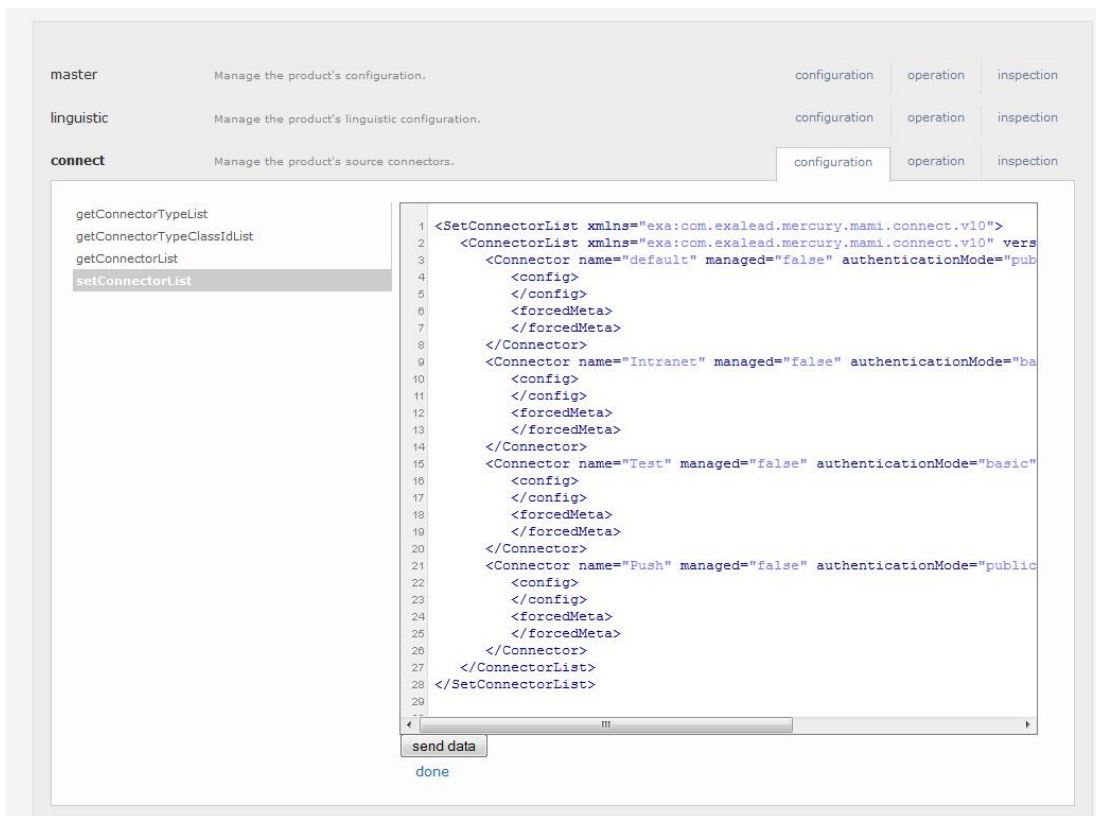 master Manage the product's configuration. configuration operation inspection
linguistic Manage the product's linguistic configuration. configuration operation inspection
connect Manage the product's source connectors. configuration operation inspection
getConnectorTypeList
getConnectorTypeClassIdList
getConnectorList
setConnectorList
1 <SetConnectorList xmlns="exa:com.exalead.mercury.mami.connect.v10">
2 <ConnectorList xmlns="exa:com.exalead.mercury.mami.connect.v10" vers
3 <Connector name="default" managed="false" authenticationMode="pub
4 <config>
5 </config>
6 <forcedMeta>
7 </forcedMeta>
8 </Connector>
9 <Connector name="Intranet" managed="false" authenticationMode="ba
10 <config>
11 </config>
12 <forcedMeta>
13 </forcedMeta>
14 </Connector>
15 <Connector name="Test" managed="false" authenticationMode="basic"
16 <config>
17 </config>
18 <forcedMeta>
19 </forcedMeta>
20 </Connector>
21 <Connector name="Push" managed="false" authenticationMode="public
22 <config>
23 </config>
24 <forcedMeta>
25 </forcedMeta>
26 </Connector>
27 </ConnectorList>
28 </SetConnectorList>
29
send data
done